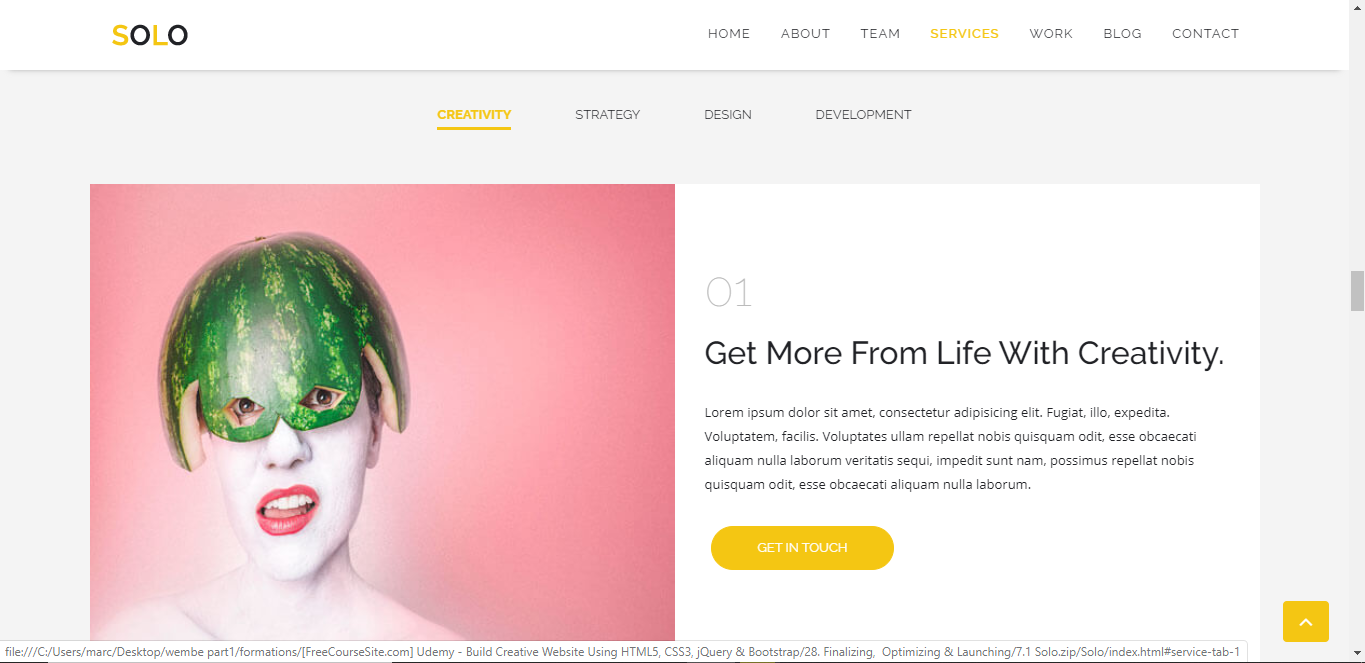 SOLO
HOME ABOUT TEAM SERVICES WORK BLOG CONTACT
CREATIVITY STRATEGY DESIGN DEVELOPMENT
01
Get More From Life With Creativity.
Lorem ipsum dolor sit amet, consectetur adipisicing elit. Fugiat, illo, expedita.
Voluptatem, facilis. Voluptates ullam repellat nobis quisquam odit, esse obcaecati
aliquam nulla laborum veritatis sequi, impedit sunt nam, possimus repellat nobis
quisquam odit, esse obcaecati aliquam nulla laborum.
GET IN TOUCH
file:///C:/Users/marc/Desktop/wembe part1/formations/[FreeCourseSite.com] Udemy - Build Creative Website Using HTML5, CSS3, jQuery & Bootstrap/28. Finalizing,  Optimizing & Launching/7.1 Solo.zip/Solo/index.html#service-tab-1